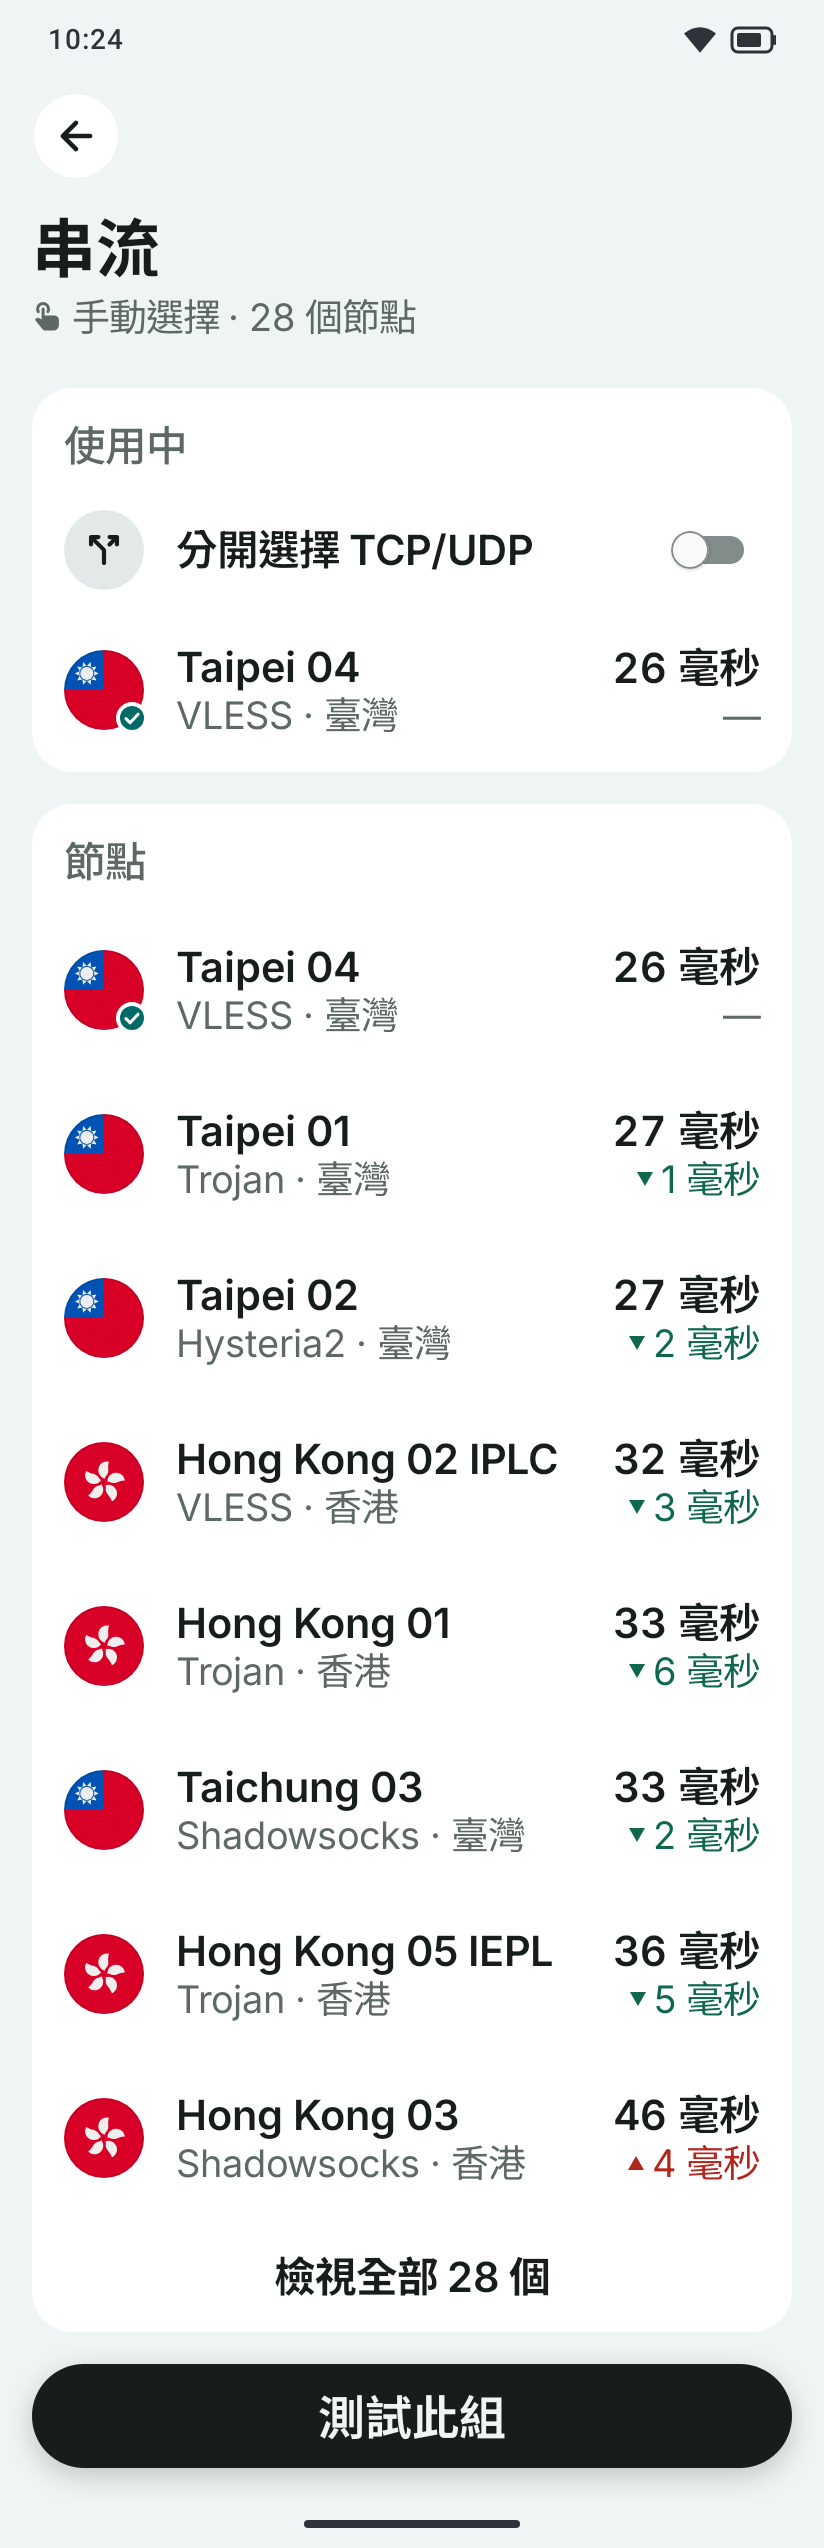 10:24
串流
手動選擇 · 28 個節點
使用中
分開選擇 TCP/UDP
Taipei 04
26 毫秒
VLESS · 臺灣
—
節點
Taipei 04
26 毫秒
VLESS · 臺灣
—
Taipei 01
27 毫秒
Trojan · 臺灣
▼1 毫秒
Taipei 02
27 毫秒
Hysteria2 · 臺灣
▼2 毫秒
Hong Kong 02 IPLC
32 毫秒
VLESS · 香港
▼3 毫秒
Hong Kong 01
33 毫秒
Trojan · 香港
▼6 毫秒
Taichung 03
33 毫秒
Shadowsocks · 臺灣
▼2 毫秒
Hong Kong 05 IEPL
36 毫秒
Trojan · 香港
▼5 毫秒
Hong Kong 03
46 毫秒
Shadowsocks · 香港
▲4 毫秒
檢視全部 28 個
測試此組